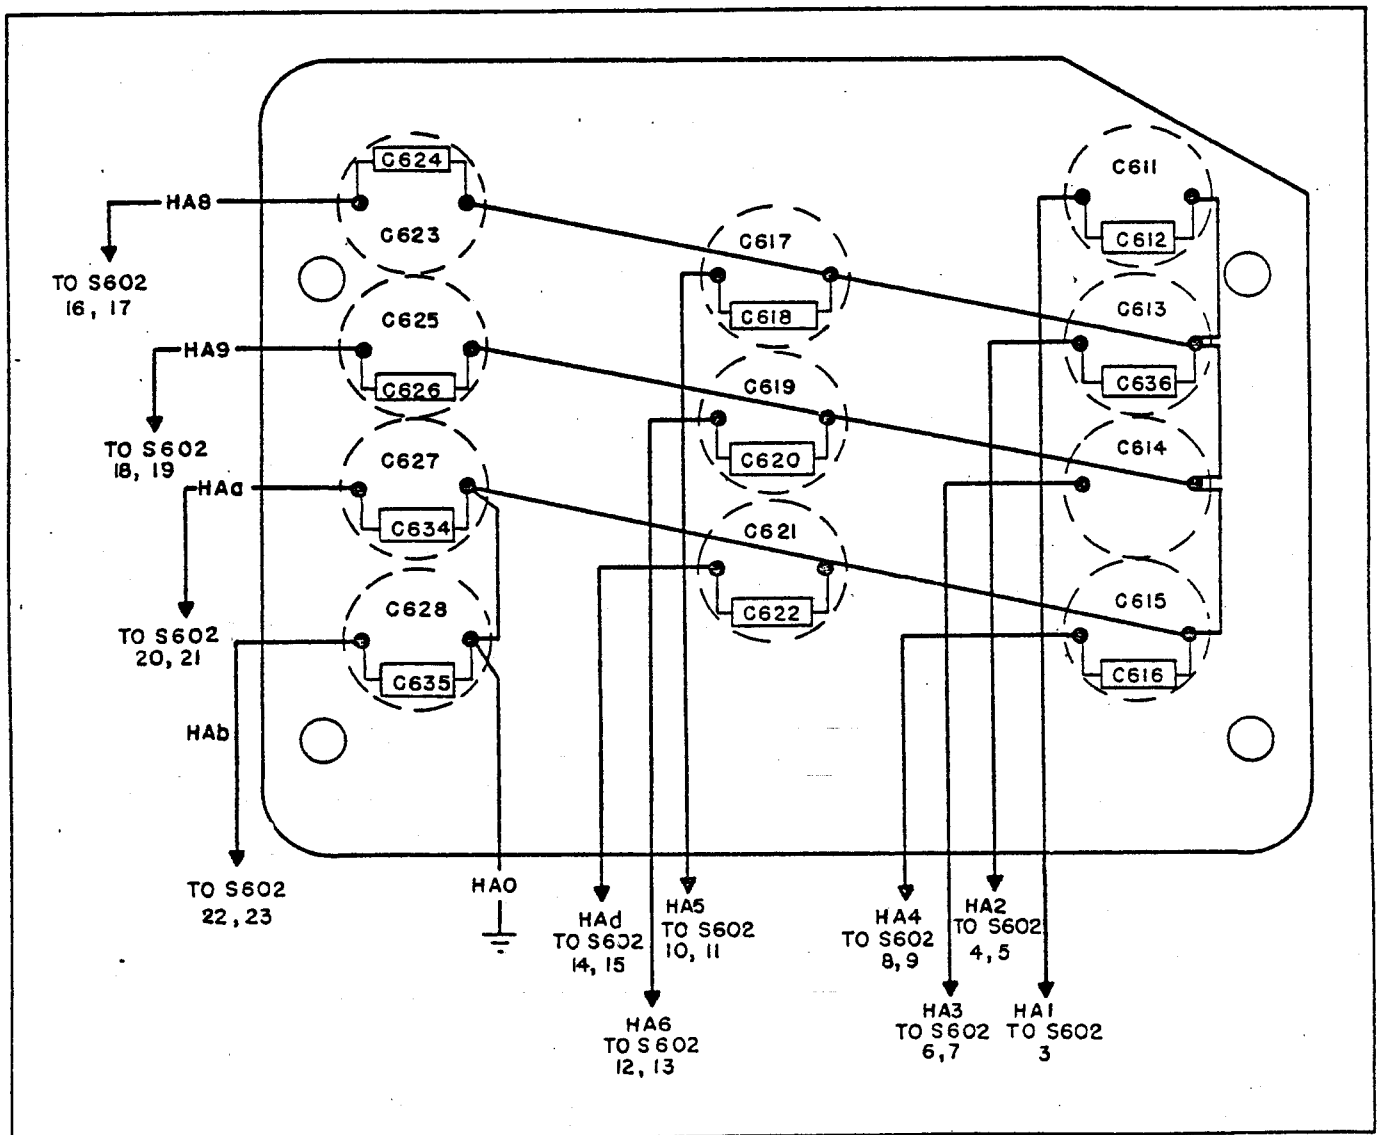 C624
C611
HA8
C623
C617
C612
TO S602
16, 17
C625
C618
C613
HA9
C626
C619
C636
TO S602
18, 19
C627
C620
C614
HAa
C634
C621
C628
C622
C615
TO S602
20, 21
C635
C616
HAb
TO S602
22, 23
HA0
HAd
TO S602
14, 15
HA5
TO S602
10, 11
HA4
TO S602
8, 9
HA2
TO S602
4, 5
HA6
TO S602
12, 13
HA3
TO S602
6, 7
HA1
TO S602
3